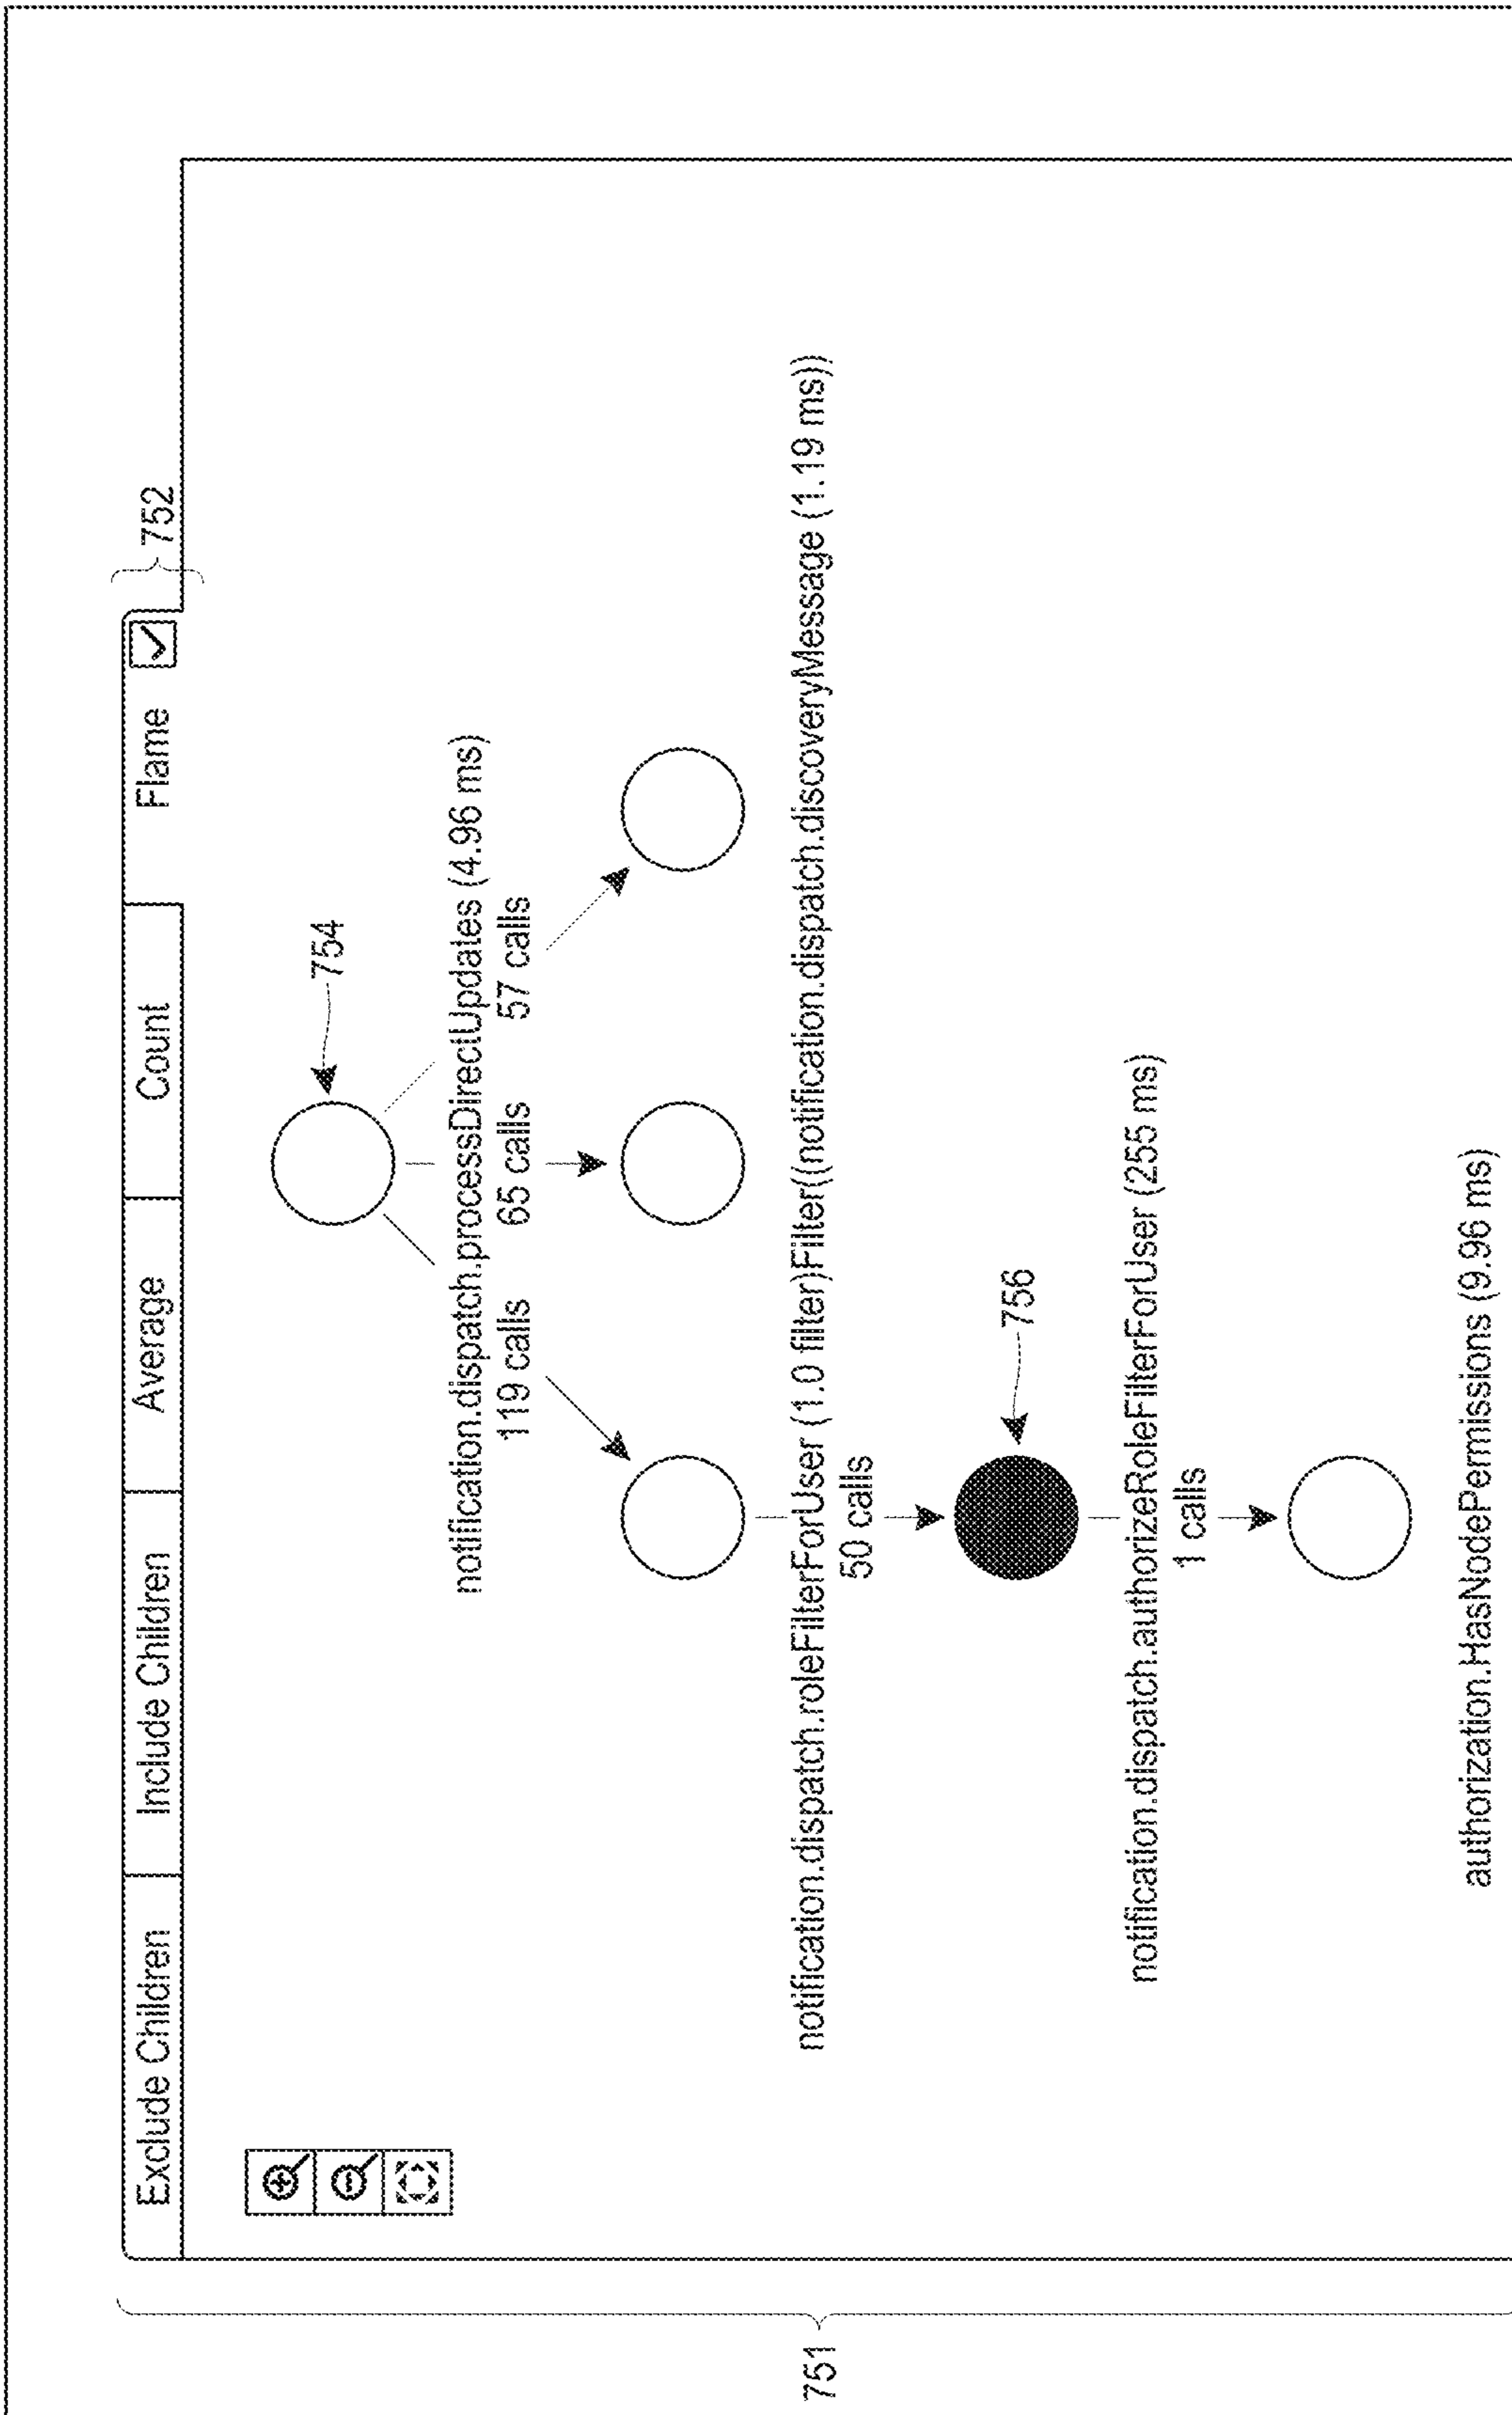 Exclude Children Include Children Average Count Flame
752
754
notification.dispatch.processDirectUpdates (4.96 ms)
119 calls 65 calls 57 calls
notification.dispatch.roleFilterForUser (1.0 filter)Filter((notification.dispatch.discoveryMessage (1.19 ms))
50 calls
756
notification.dispatch.authorizeRoleFilterForUser (255 ms)
1 calls
authorization.HasNodePermissions (9.96 ms)
751